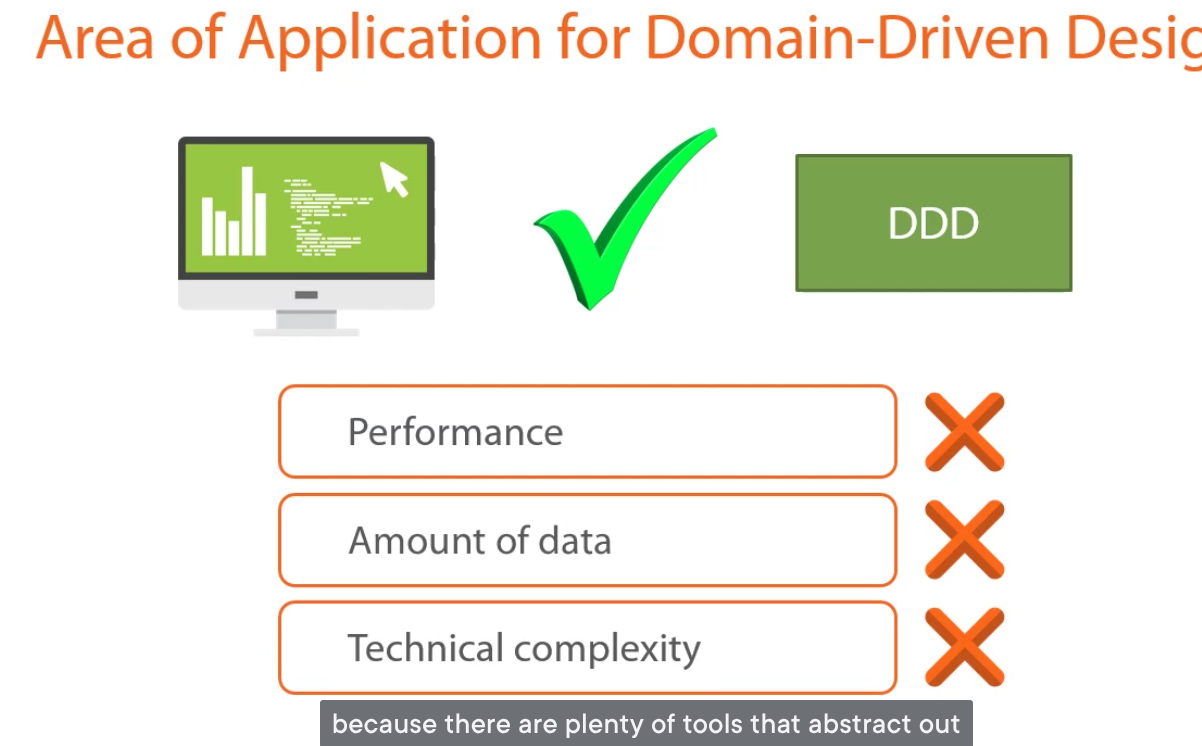 Area of Application for Domain-Driven Desig
DDD
Performance
Amount of data
Technical complexity
because there are plenty of tools that abstract out